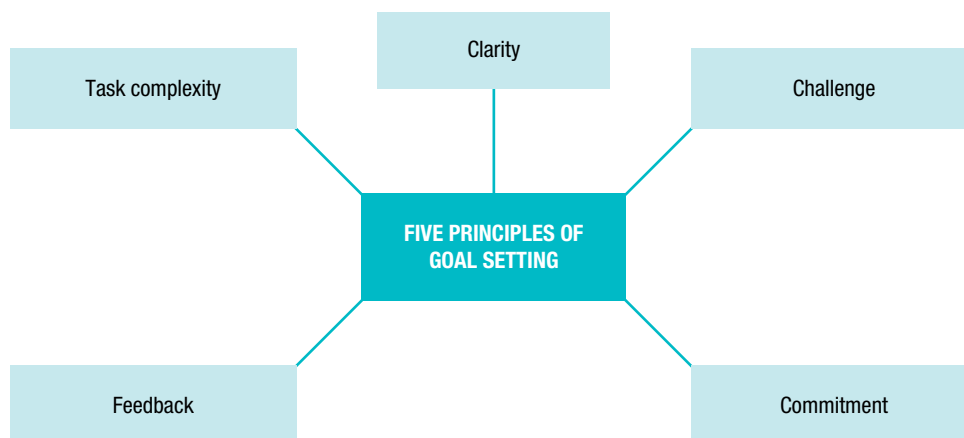 Clarity
Task complexity
Challenge
FIVE PRINCIPLES OF
GOAL SETTING
Feedback
Commitment